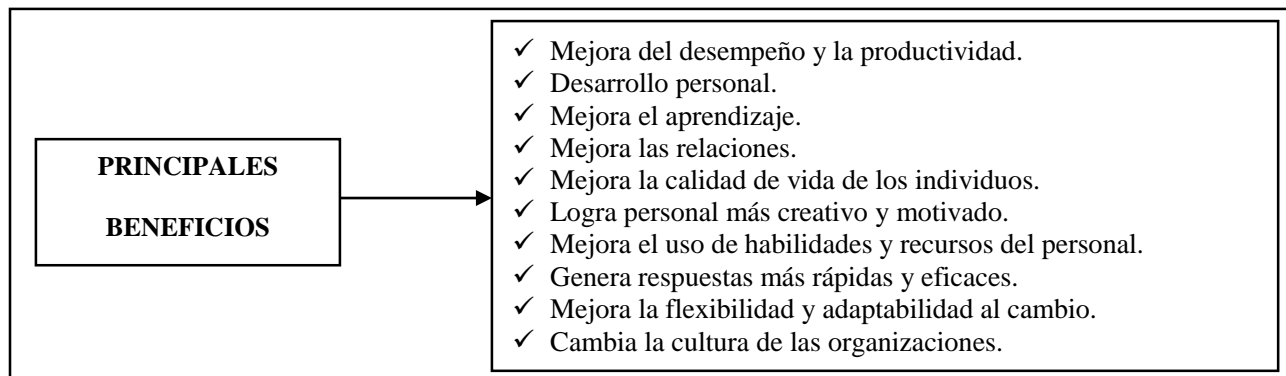 PRINCIPALES
BENEFICIOS
✓ Mejora del desempeño y la productividad.
✓ Desarrollo personal.
✓ Mejora el aprendizaje.
✓ Mejora las relaciones.
✓ Mejora la calidad de vida de los individuos.
✓ Logra personal más creativo y motivado.
✓ Mejora el uso de habilidades y recursos del personal.
✓ Genera respuestas más rápidas y eficaces.
✓ Mejora la flexibilidad y adaptabilidad al cambio.
✓ Cambia la cultura de las organizaciones.